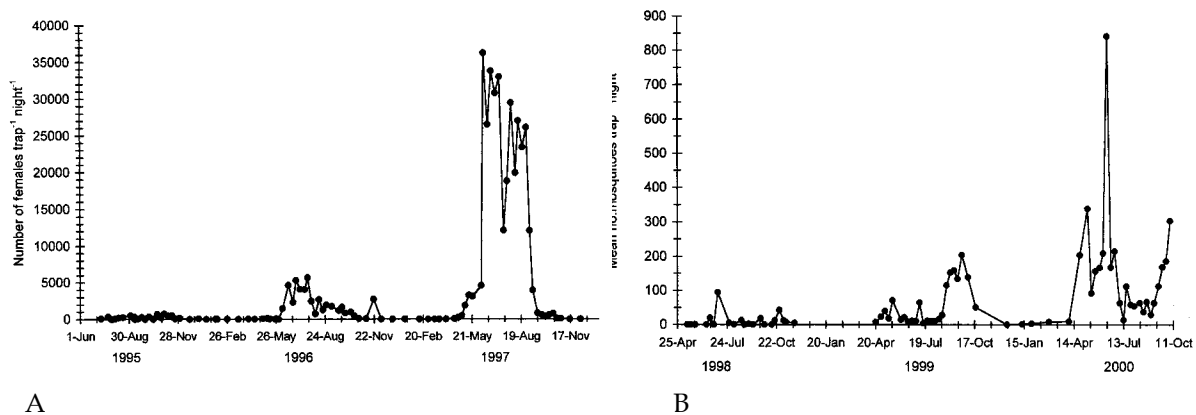 40000
35000
30000
25000
20000
15000
10000
5000
0
Number of females trap⁻¹ night⁻¹
1-Jun 30-Aug 28-Nov 26-Feb 26-May 24-Aug 22-Nov 20-Feb 21-May 19-Aug 17-Nov
1995 1996 1997
A
900
800
700
600
500
400
300
200
100
0
25-Apr 24-Jul 22-Oct 20-Jan 20-Apr 19-Jul 17-Oct 15-Jan 14-Apr 13-Jul 11-Oct
1998 1999 2000
B